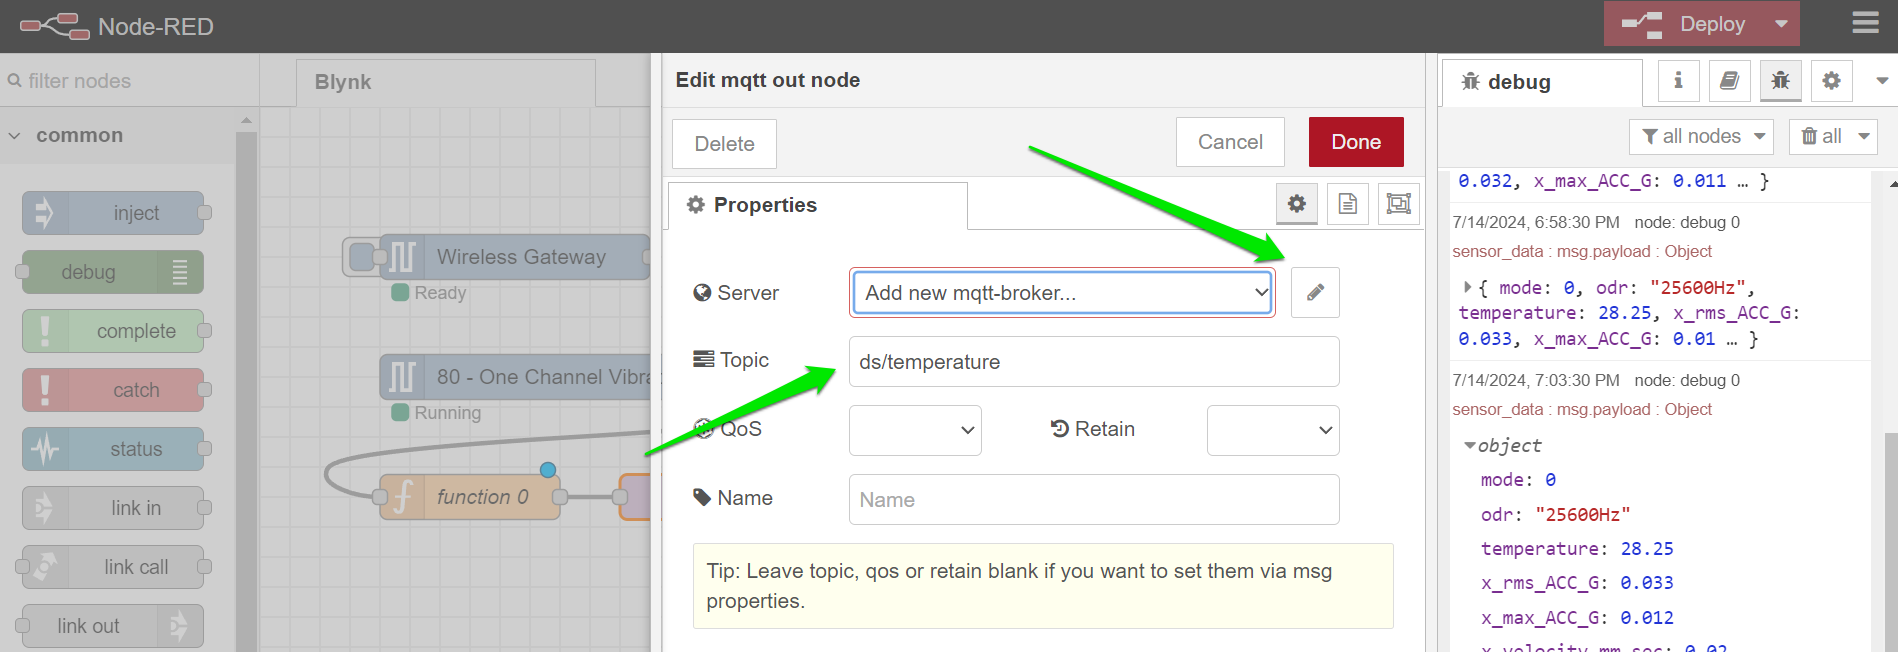 Node-RED
Deploy
filter nodes
Blynk
Edit mqtt out node
debug
common
Delete
Cancel
Done
all nodes
all
Properties
inject
debug
complete
catch
status
link in
link call
link out
Wireless Gateway
Ready
80 - One Channel Vibra
Running
function 0
Server
Add new mqtt-broker...
Topic
ds/temperature
QoS
Retain
Name
Name
Tip: Leave topic, qos or retain blank if you want to set them via msg
properties.
0.032, x_max_ACC_G: 0.011 … }
7/14/2024, 6:58:30 PM node: debug 0
sensor_data : msg.payload : Object
{ mode: 0, odr: "25600Hz",
temperature: 28.25, x_rms_ACC_G:
0.033, x_max_ACC_G: 0.01 … }
7/14/2024, 7:03:30 PM node: debug 0
sensor_data : msg.payload : Object
object
mode: 0
odr: "25600Hz"
temperature: 28.25
x_rms_ACC_G: 0.033
x_max_ACC_G: 0.012
x_velocity_mm_sec: 0.02